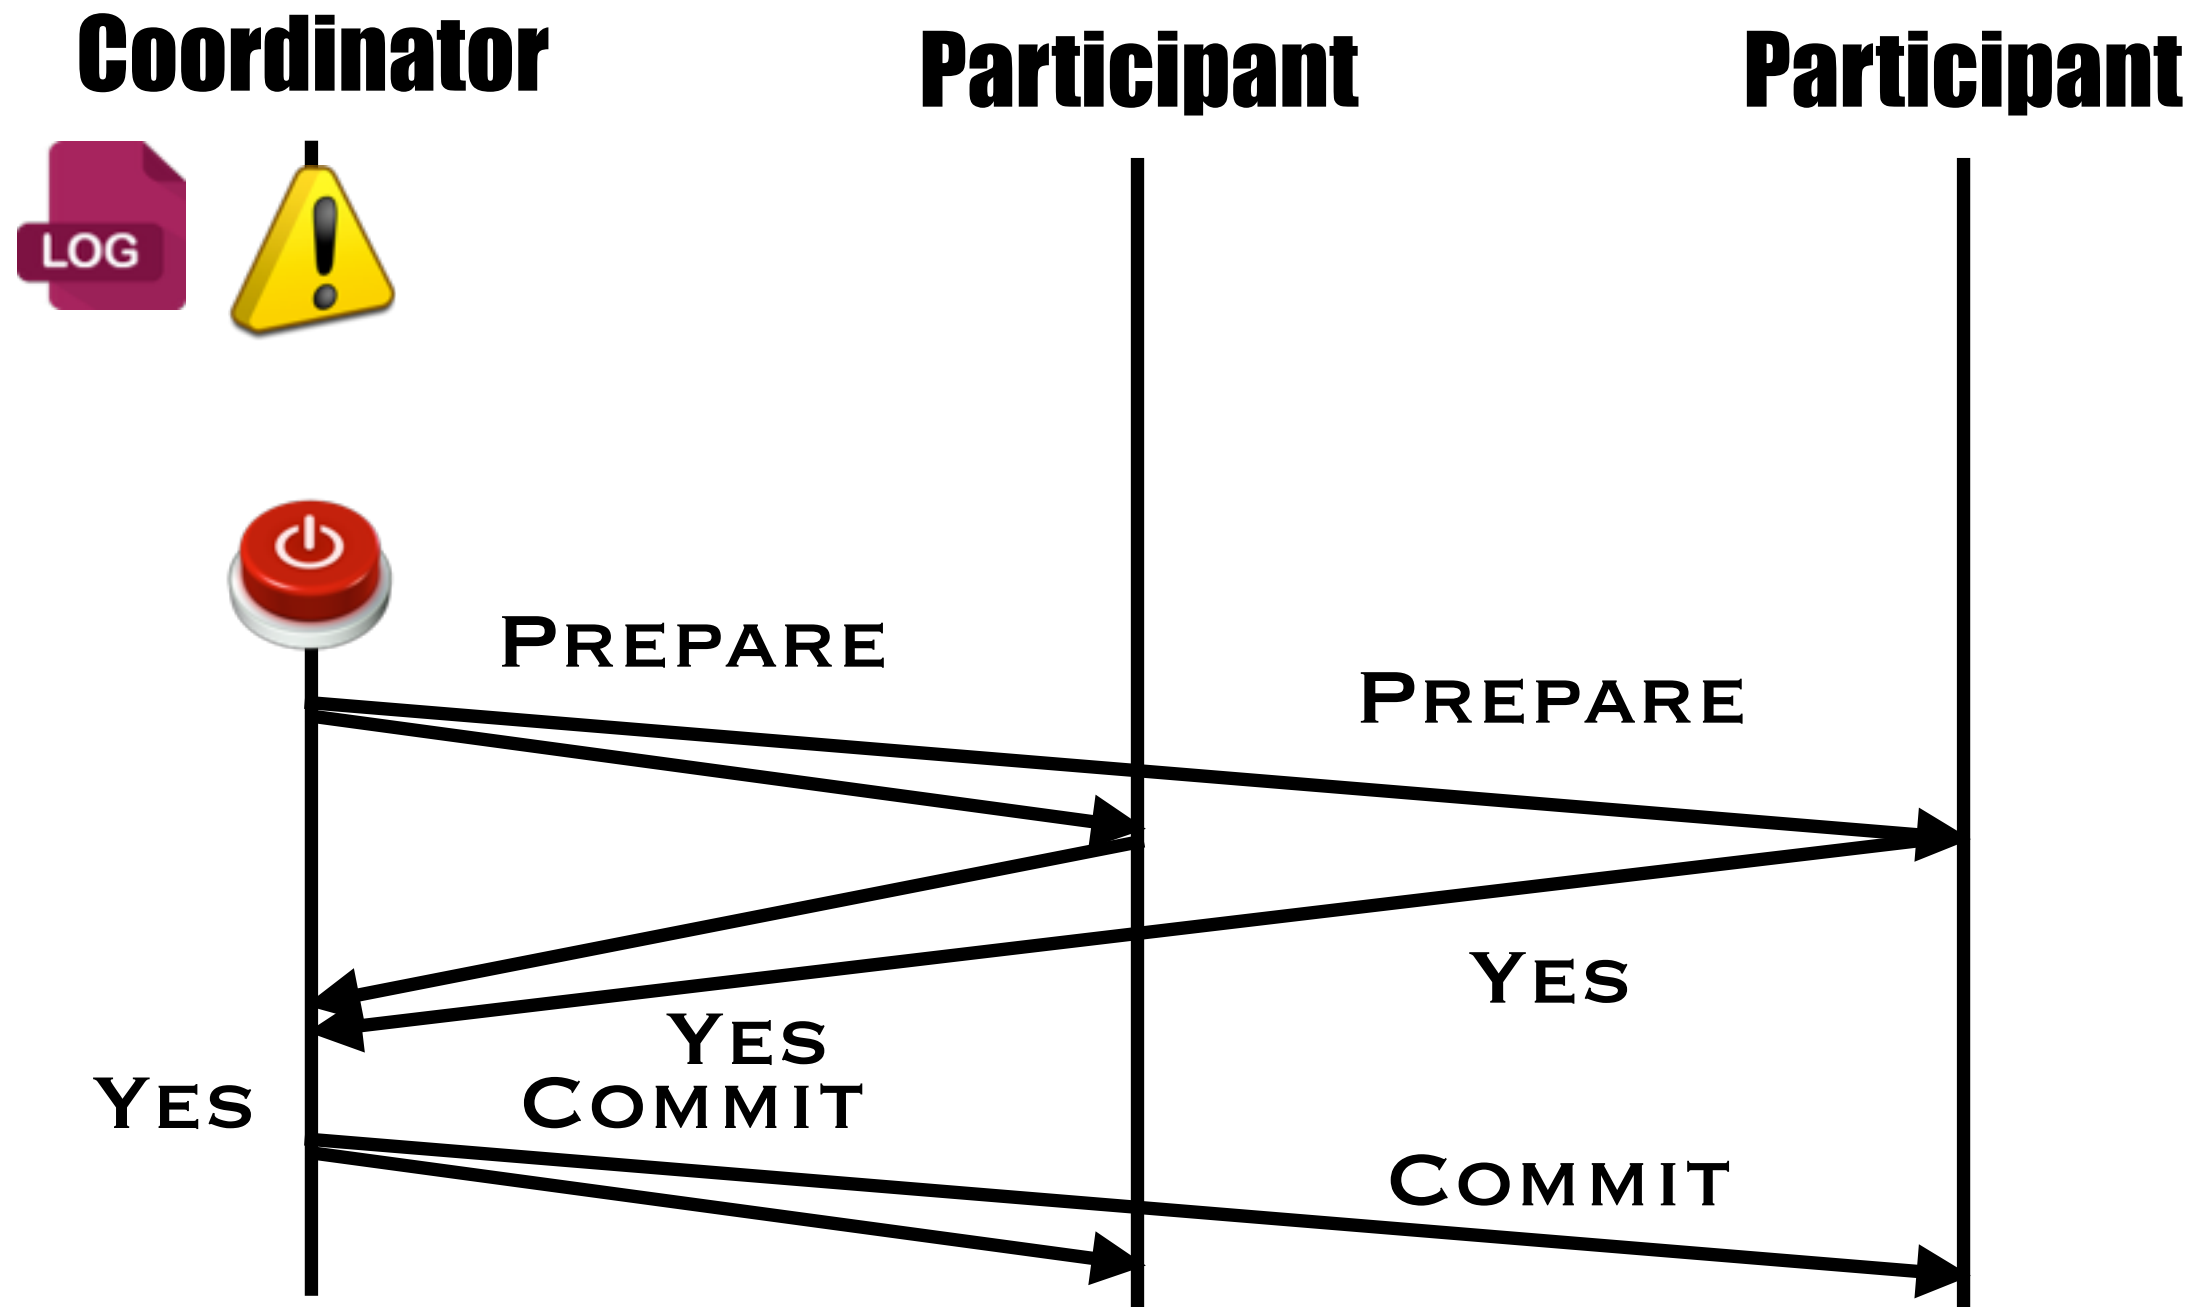 Coordinator
Participant
Participant
LOG
PREPARE
PREPARE
YES
YES
YES
COMMIT
COMMIT